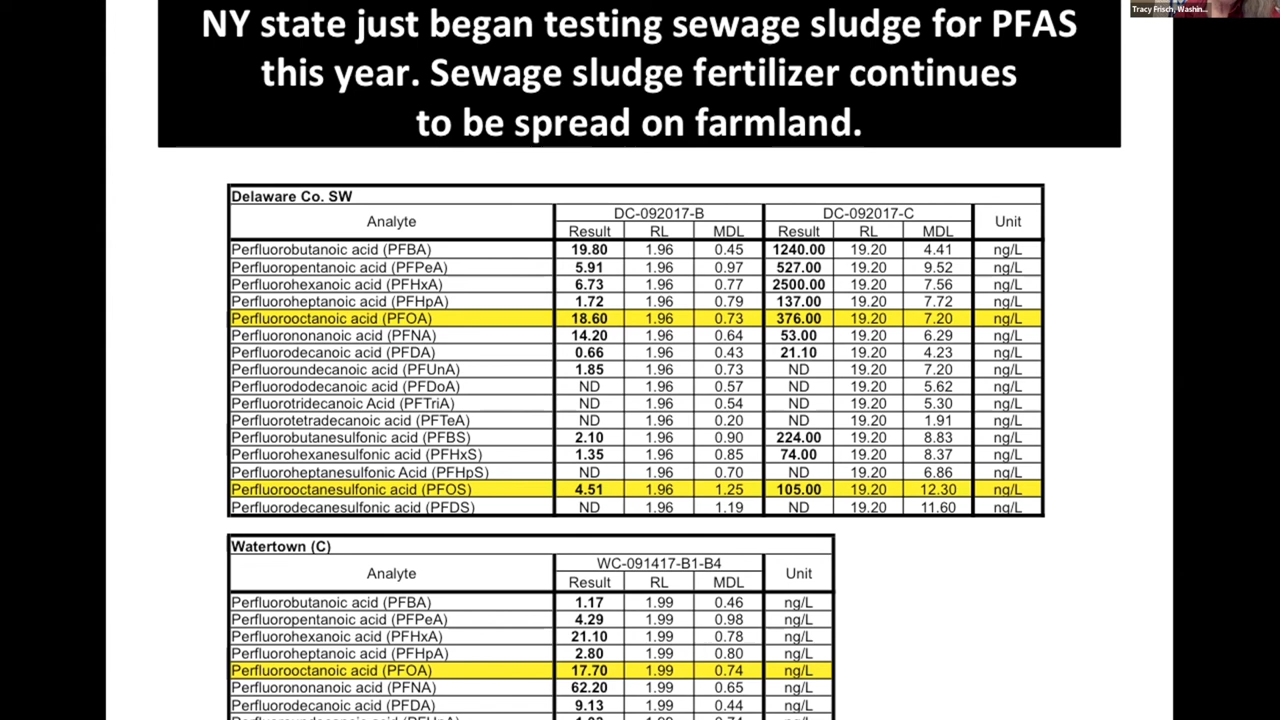 Tracy Frisch, Washin...
NY state just began testing sewage sludge for PFAS
this year. Sewage sludge fertilizer continues
to be spread on farmland.
Delaware Co. SW
Analyte DC-092017-B DC-092017-C Unit
Result RL MDL Result RL MDL
Perfluorobutanoic acid (PFBA) 19.80 1.96 0.45 1240.00 19.20 4.41 ng/L
Perfluoropentanoic acid (PFPeA) 5.91 1.96 0.97 527.00 19.20 9.52 ng/L
Perfluorohexanoic acid (PFHxA) 6.73 1.96 0.77 2500.00 19.20 7.56 ng/L
Perfluoroheptanoic acid (PFHpA) 1.72 1.96 0.79 137.00 19.20 7.72 ng/L
Perfluorooctanoic acid (PFOA) 18.60 1.96 0.73 376.00 19.20 7.20 ng/L
Perfluorononanoic acid (PFNA) 14.20 1.96 0.64 53.00 19.20 6.29 ng/L
Perfluorodecanoic acid (PFDA) 0.66 1.96 0.43 21.10 19.20 4.23 ng/L
Perfluoroundecanoic acid (PFUnA) 1.85 1.96 0.73 ND 19.20 7.20 ng/L
Perfluorododecanoic acid (PFDoA) ND 1.96 0.57 ND 19.20 5.62 ng/L
Perfluorotridecanoic Acid (PFTriA) ND 1.96 0.54 ND 19.20 5.30 ng/L
Perfluorotetradecanoic acid (PFTeA) ND 1.96 0.20 ND 19.20 1.91 ng/L
Perfluorobutanesulfonic acid (PFBS) 2.10 1.96 0.90 224.00 19.20 8.83 ng/L
Perfluorohexanesulfonic acid (PFHxS) 1.35 1.96 0.85 74.00 19.20 8.37 ng/L
Perfluoroheptanesulfonic Acid (PFHpS) ND 1.96 0.70 ND 19.20 6.86 ng/L
Perfluorooctanesulfonic acid (PFOS) 4.51 1.96 1.25 105.00 19.20 12.30 ng/L
Perfluorodecanesulfonic acid (PFDS) ND 1.96 1.19 ND 19.20 11.60 ng/L
Watertown (C)
Analyte WC-091417-B1-B4 Unit
Result RL MDL
Perfluorobutanoic acid (PFBA) 1.17 1.99 0.46 ng/L
Perfluoropentanoic acid (PFPeA) 4.29 1.99 0.98 ng/L
Perfluorohexanoic acid (PFHxA) 21.10 1.99 0.78 ng/L
Perfluoroheptanoic acid (PFHpA) 2.80 1.99 0.80 ng/L
Perfluorooctanoic acid (PFOA) 17.70 1.99 0.74 ng/L
Perfluorononanoic acid (PFNA) 62.20 1.99 0.65 ng/L
Perfluorodecanoic acid (PFDA) 9.13 1.99 0.44 ng/L